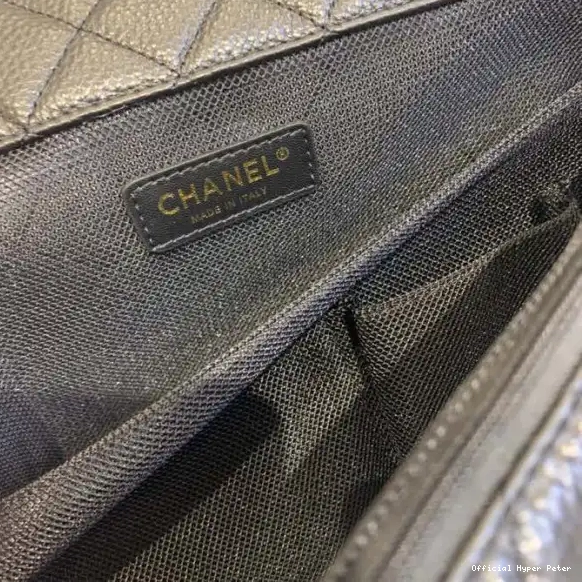 CHANEL®
MADE IN ITALY
Official Hyper Peter